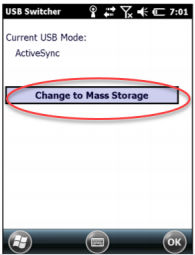 USB Switcher 7:01
Current USB Mode:
ActiveSync
Change to Mass Storage
OK